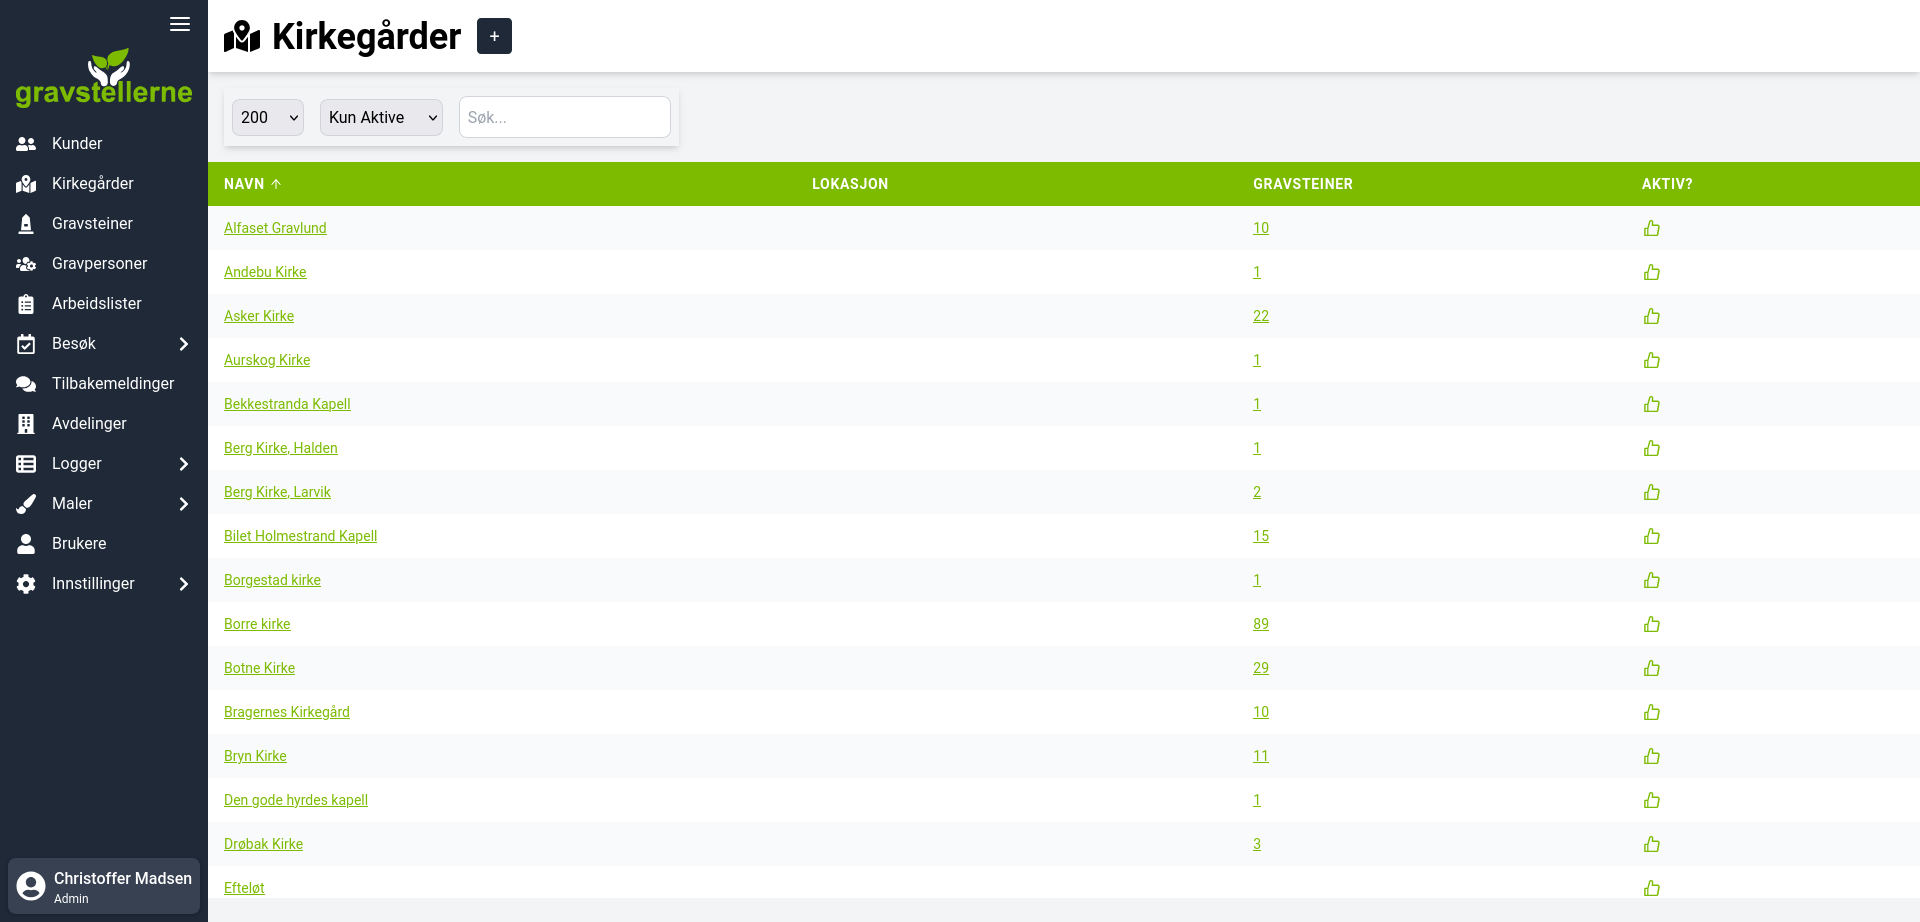 gravstellerne
Kunder
Kirkegårder
Gravsteiner
Gravpersoner
Arbeidslister
Besøk
Tilbakemeldinger
Avdelinger
Logger
Maler
Brukere
Innstillinger
Christoffer Madsen
Admin
Kirkegårder +
200 Kun Aktive Søk...
NAVN ↑ LOKASJON GRAVSTEINER AKTIV?
Alfaset Gravlund 10
Andebu Kirke 1
Asker Kirke 22
Aurskog Kirke 1
Bekkestranda Kapell 1
Berg Kirke, Halden 1
Berg Kirke, Larvik 2
Bilet Holmestrand Kapell 15
Borgestad kirke 1
Borre kirke 89
Botne Kirke 29
Bragernes Kirkegård 10
Bryn Kirke 11
Den gode hyrdes kapell 1
Drøbak Kirke 3
Efteløt